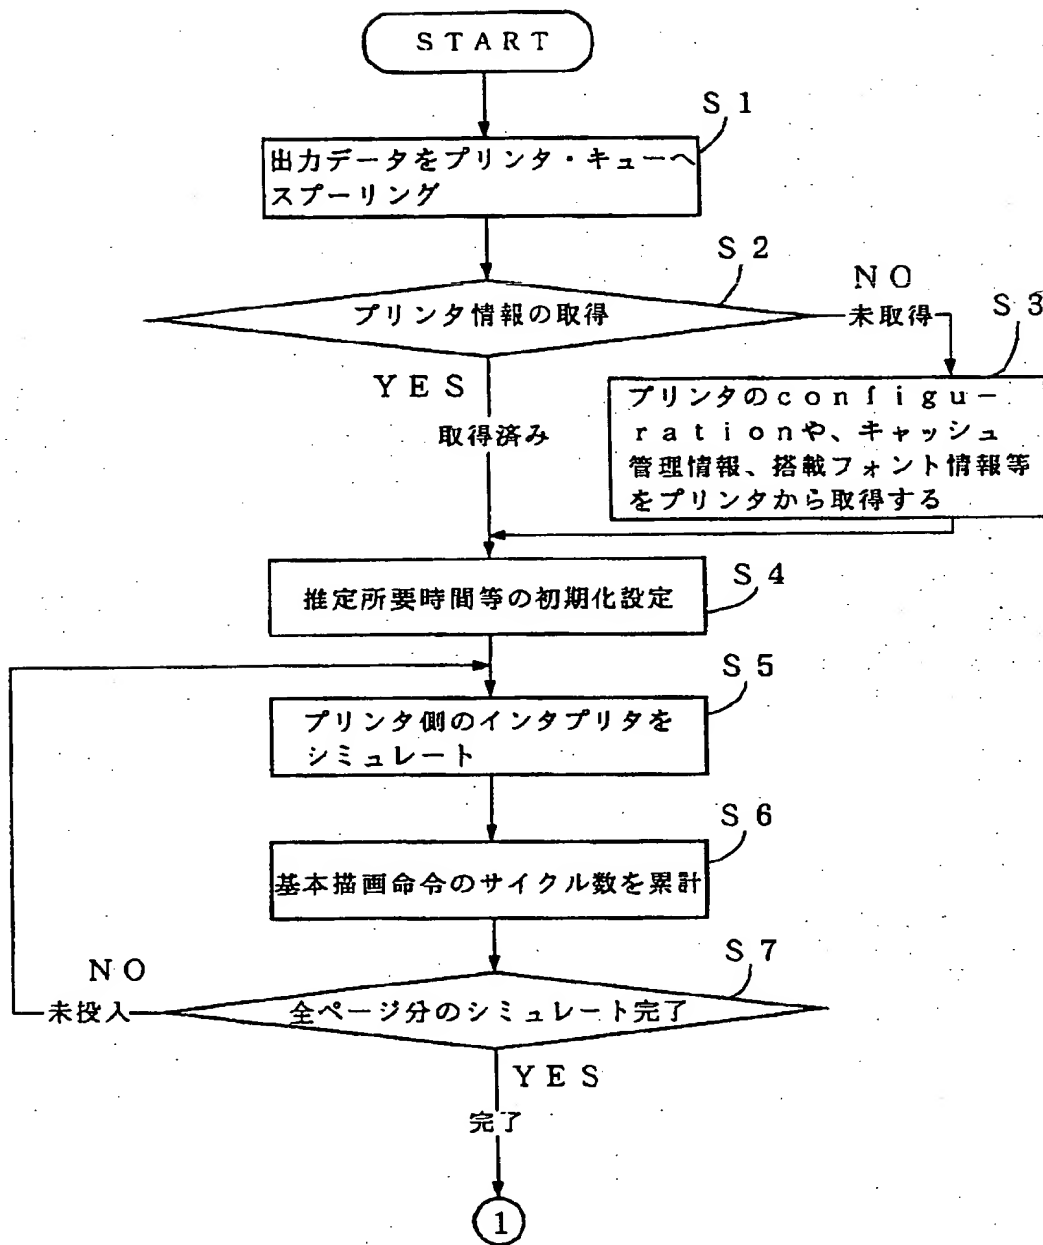 START
S1
出力データをプリンタ・キューへ
スプーリング
S2
プリンタ情報の取得
NO
未取得
S3
YES
取得済み
プリンタのconfigu-
rationや、キャッシュ
管理情報、搭載フォント情報等
をプリンタから取得する
S4
推定所要時間等の初期化設定
S5
プリンタ側のインタプリタを
シミュレート
S6
基本描画命令のサイクル数を累計
S7
NO
未投入
全ページ分のシミュレート完了
YES
完了
1